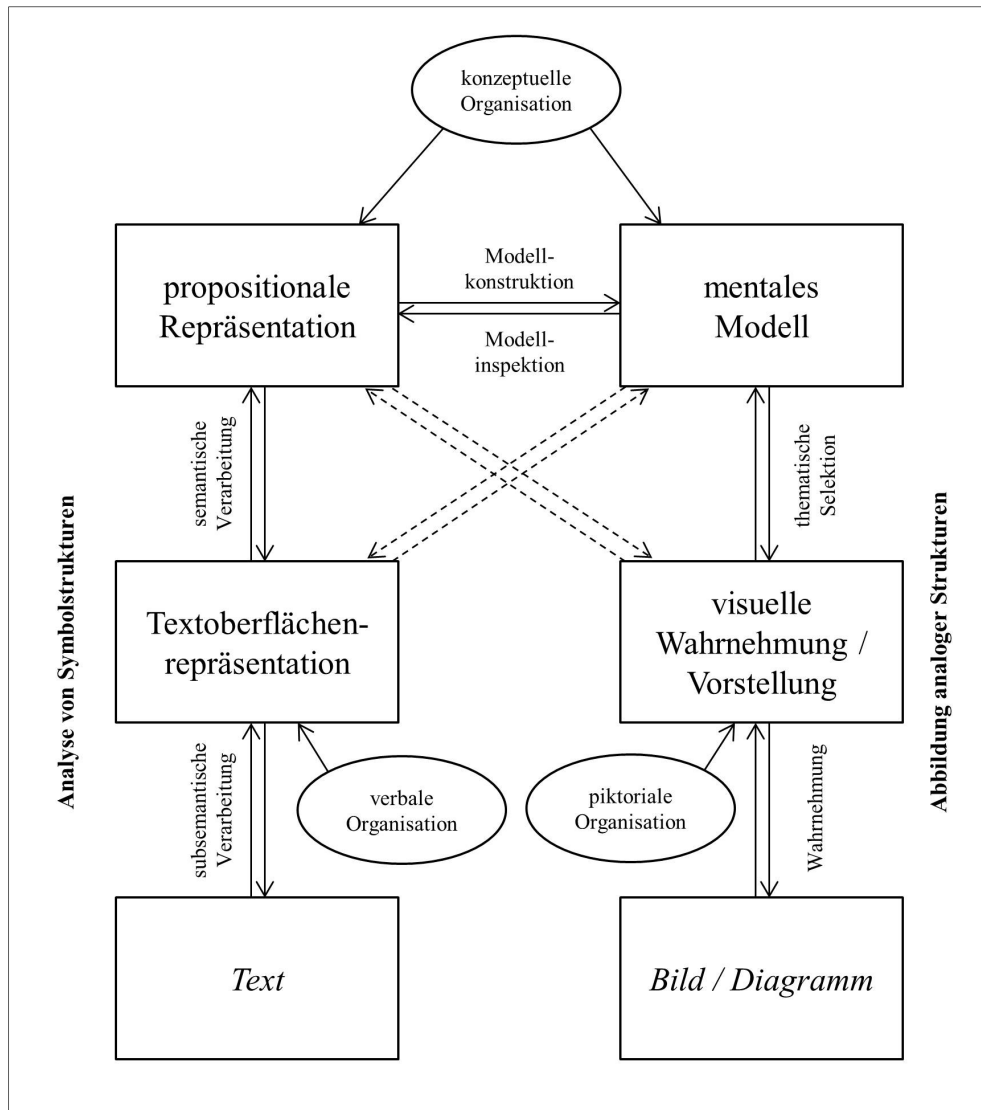 konzeptuelle
Organisation
propositionale
Repräsentation
Modell-
konstruktion
Modell-
inspektion
mentales
Modell
semantische
Verarbeitung
thematische
Selektion
Analyse von Symbolstrukturen
Textoberflächen-
repräsentation
visuelle
Wahrnehmung /
Vorstellung
Abbildung analoger Strukturen
subsemantische
Verarbeitung
verbale
Organisation
piktoriale
Organisation
Wahrnehmung
Text
Bild / Diagramm